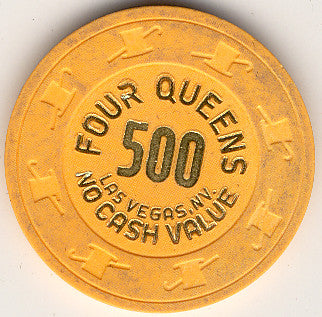 FOUR QUEENS
500
LAS VEGAS, NV.
NO CASH VALUE